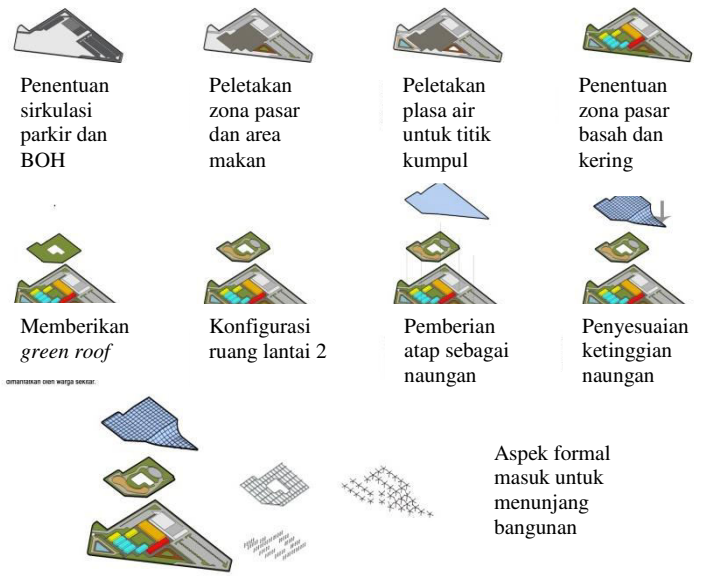 Penentuan
sirkulasi
parkir dan
BOH
Peletakan
zona pasar
dan area
makan
Peletakan
plasa air
untuk titik
kumpul
Penentuan
zona pasar
basah dan
kering
Memberikan
green roof
Konfigurasi
ruang lantai 2
Pemberian
atap sebagai
naungan
Penyesuaian
ketinggian
naungan
dimanfaatkan oleh warga sekitar.
Aspek formal
masuk untuk
menunjang
bangunan